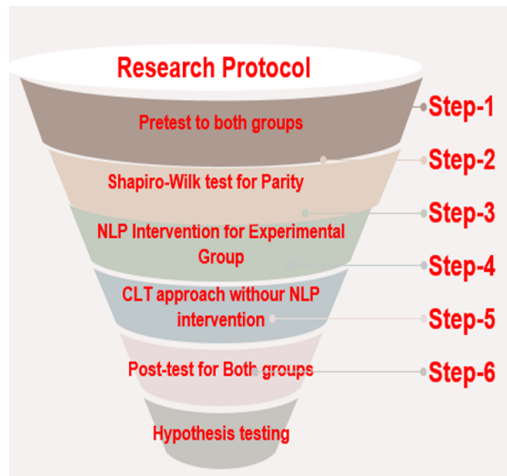 Research Protocol
Pretest to both groups
Step-1
Step-2
Shapiro-Wilk test for Parity
Step-3
NLP Intervention for Experimental
Group
Step-4
CLT approach withour NLP
intervention
Step-5
Post-test for Both groups
Step-6
Hypothesis testing